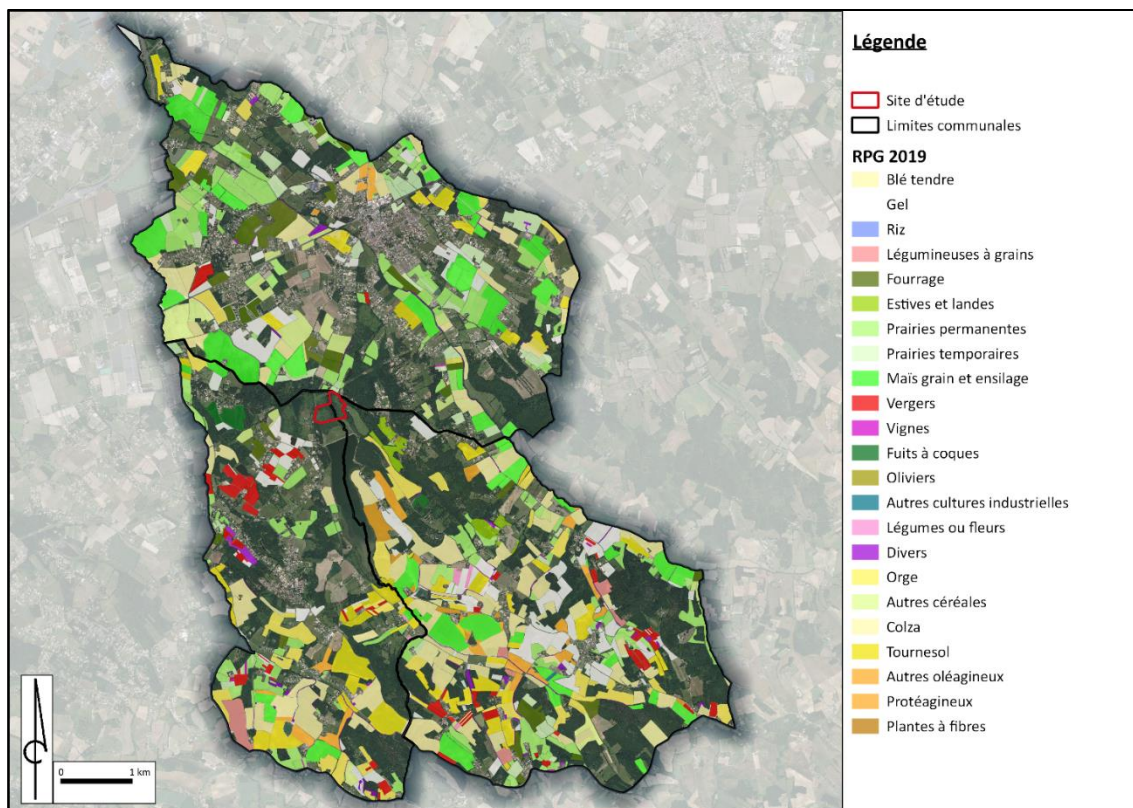 Légende
Site d'étude
Limites communales
RPG 2019
Blé tendre
Gel
Riz
Légumineuses à grains
Fourrage
Estives et landes
Prairies permanentes
Prairies temporaires
Maïs grain et ensilage
Vergers
Vignes
Fuits à coques
Oliviers
Autres cultures industrielles
Légumes ou fleurs
Divers
Orge
Autres céréales
Colza
Tournesol
Autres oléagineux
Protéagineux
Plantes à fibres
0 1 km